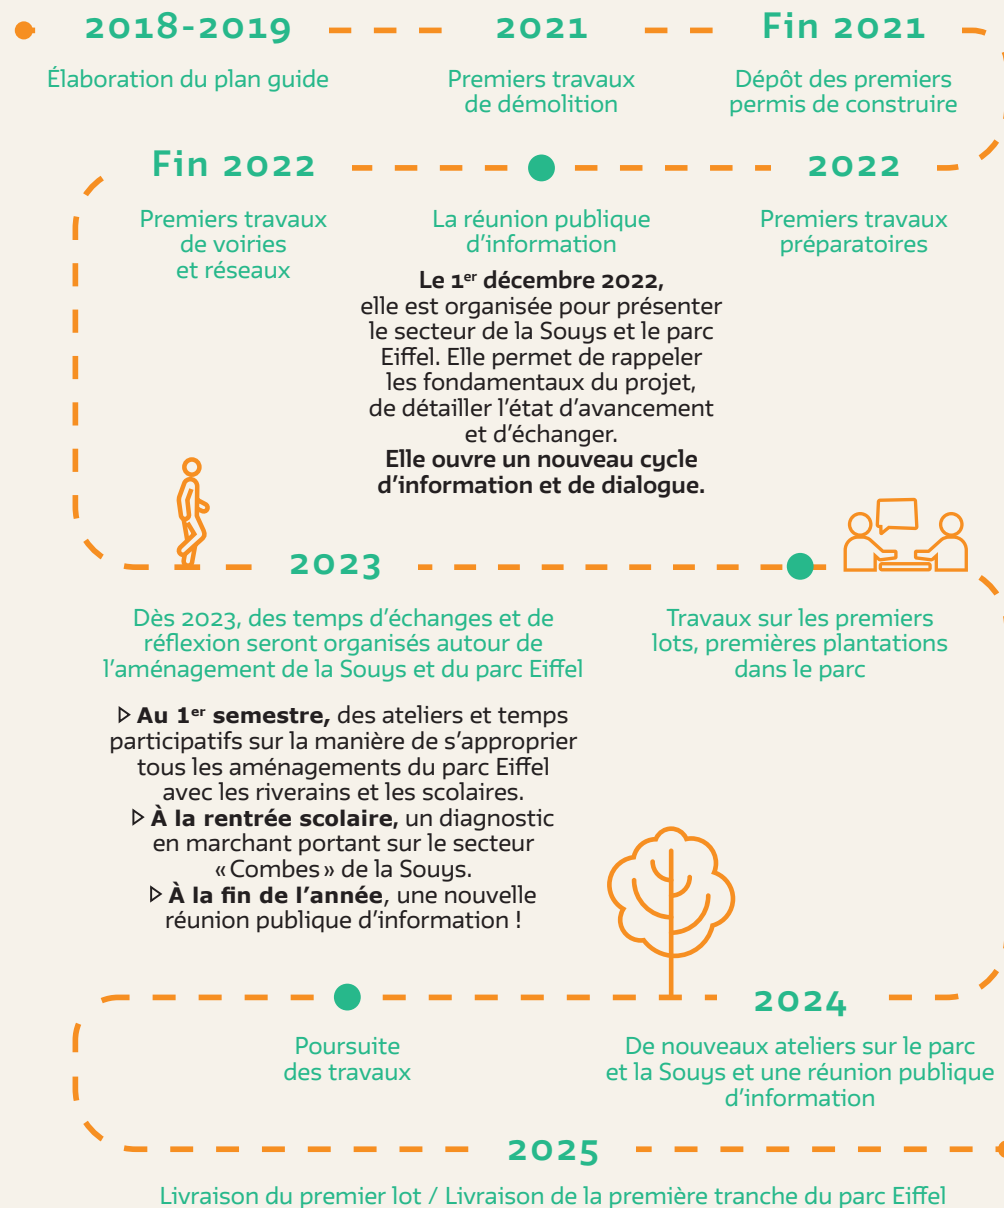 2018-2019
Élaboration du plan guide
2021
Premiers travaux
de démolition
Fin 2021
Dépôt des premiers
permis de construire
2022
Premiers travaux
préparatoires
La réunion publique
d'information
Le 1er décembre 2022,
elle est organisée pour présenter
le secteur de la Souys et le parc
Eiffel. Elle permet de rappeler
les fondamentaux du projet,
de détailler l'état d'avancement
et d'échanger.
Elle ouvre un nouveau cycle
d'information et de dialogue.
Fin 2022
Premiers travaux
de voiries
et réseaux
2023
Dès 2023, des temps d'échanges et de
réflexion seront organisés autour de
l'aménagement de la Souys et du parc Eiffel
▷ Au 1er semestre, des ateliers et temps
participatifs sur la manière de s'approprier
tous les aménagements du parc Eiffel
avec les riverains et les scolaires.
▷ À la rentrée scolaire, un diagnostic
en marchant portant sur le secteur
« Combes » de la Souys.
▷ À la fin de l'année, une nouvelle
réunion publique d'information !
Travaux sur les premiers
lots, premières plantations
dans le parc
2024
De nouveaux ateliers sur le parc
et la Souys et une réunion publique
d'information
Poursuite
des travaux
2025
Livraison du premier lot / Livraison de la première tranche du parc Eiffel